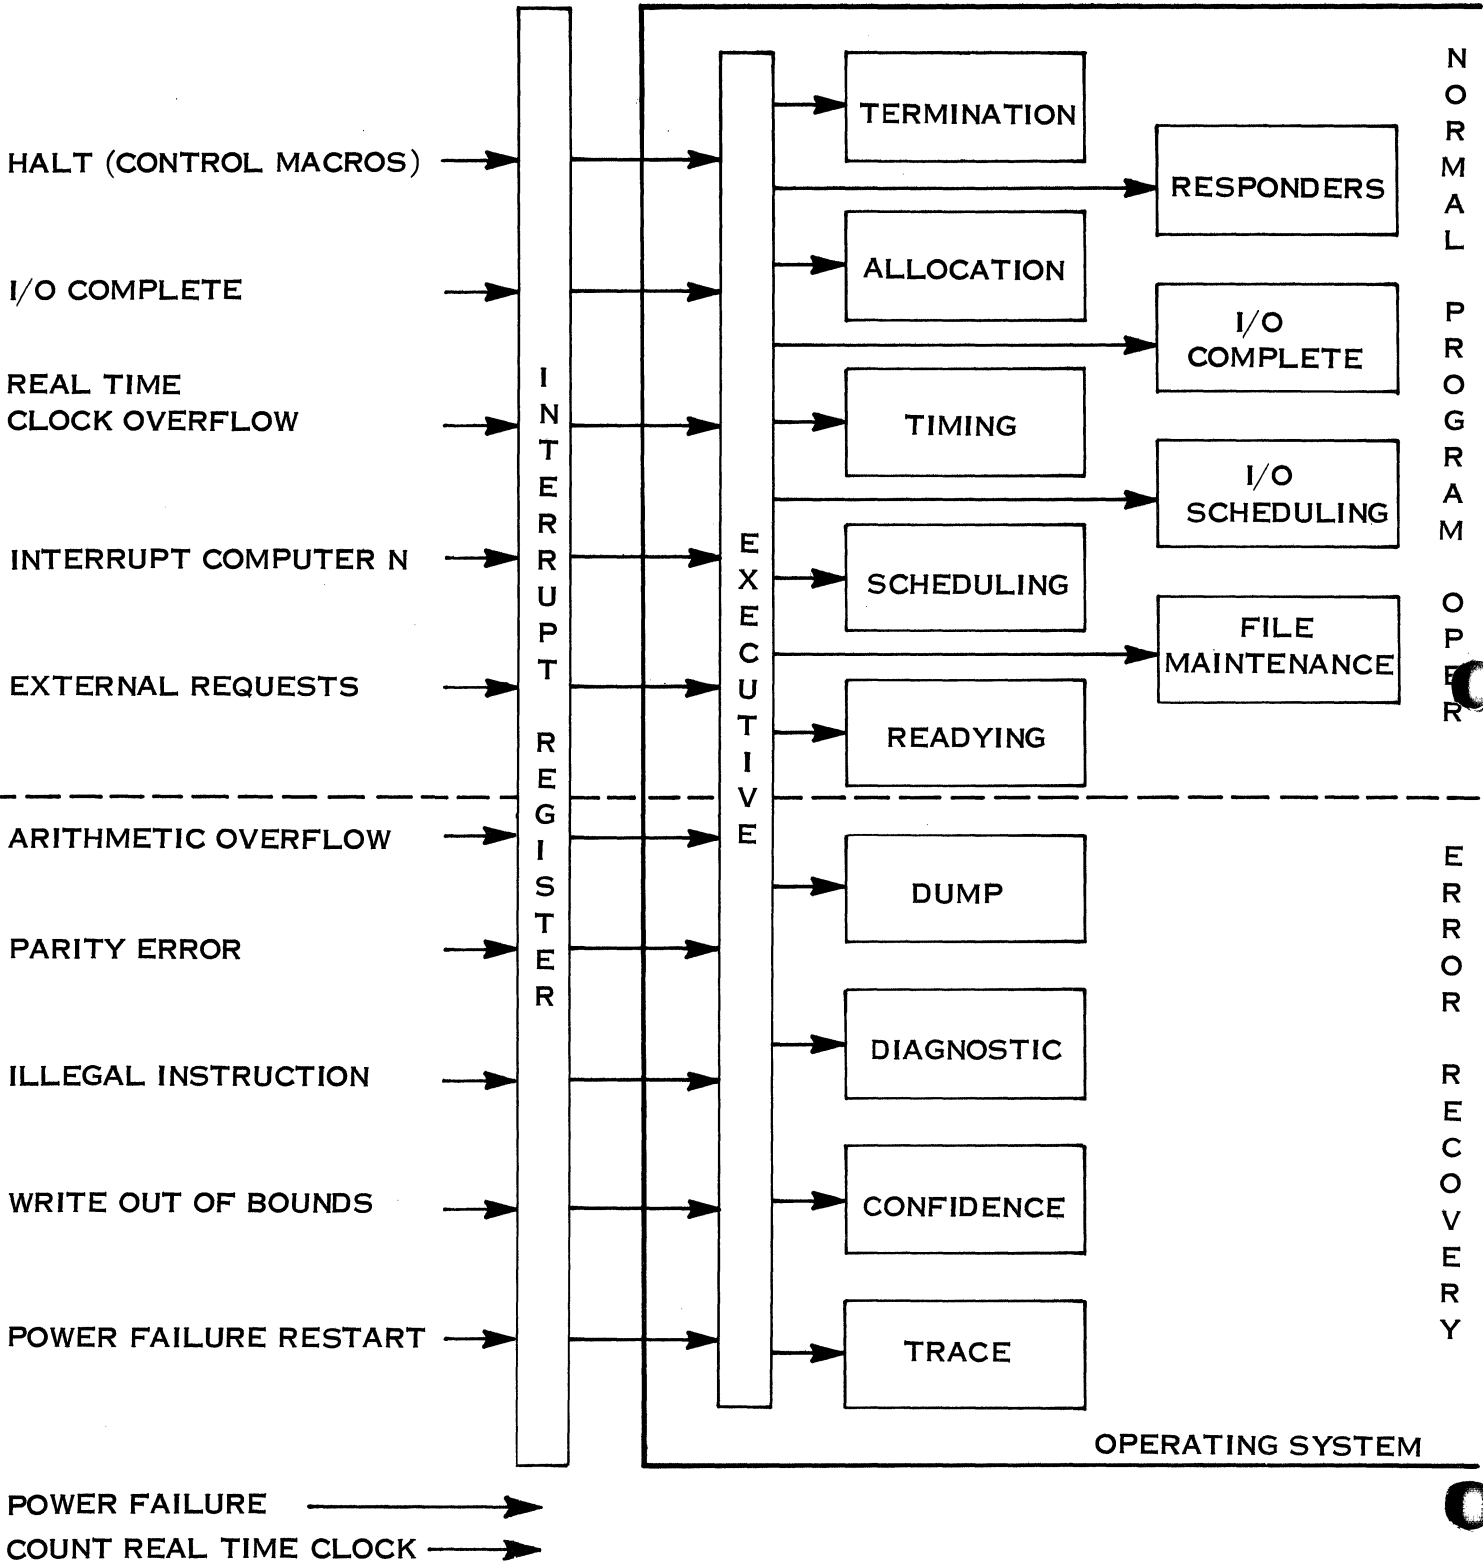 HALT (CONTROL MACROS)
I/O COMPLETE
REAL TIME
CLOCK OVERFLOW
INTERRUPT COMPUTER N
EXTERNAL REQUESTS
ARITHMETIC OVERFLOW
PARITY ERROR
ILLEGAL INSTRUCTION
WRITE OUT OF BOUNDS
POWER FAILURE RESTART
POWER FAILURE
COUNT REAL TIME CLOCK
INTERRUPT REGISTER
EXECUTIVE
TERMINATION
RESPONDERS
ALLOCATION
I/O
COMPLETE
TIMING
I/O
SCHEDULING
SCHEDULING
FILE
MAINTENANCE
READYING
DUMP
DIAGNOSTIC
CONFIDENCE
TRACE
NORMAL PROGRAM OPER
ERROR RECOVERY
OPERATING SYSTEM